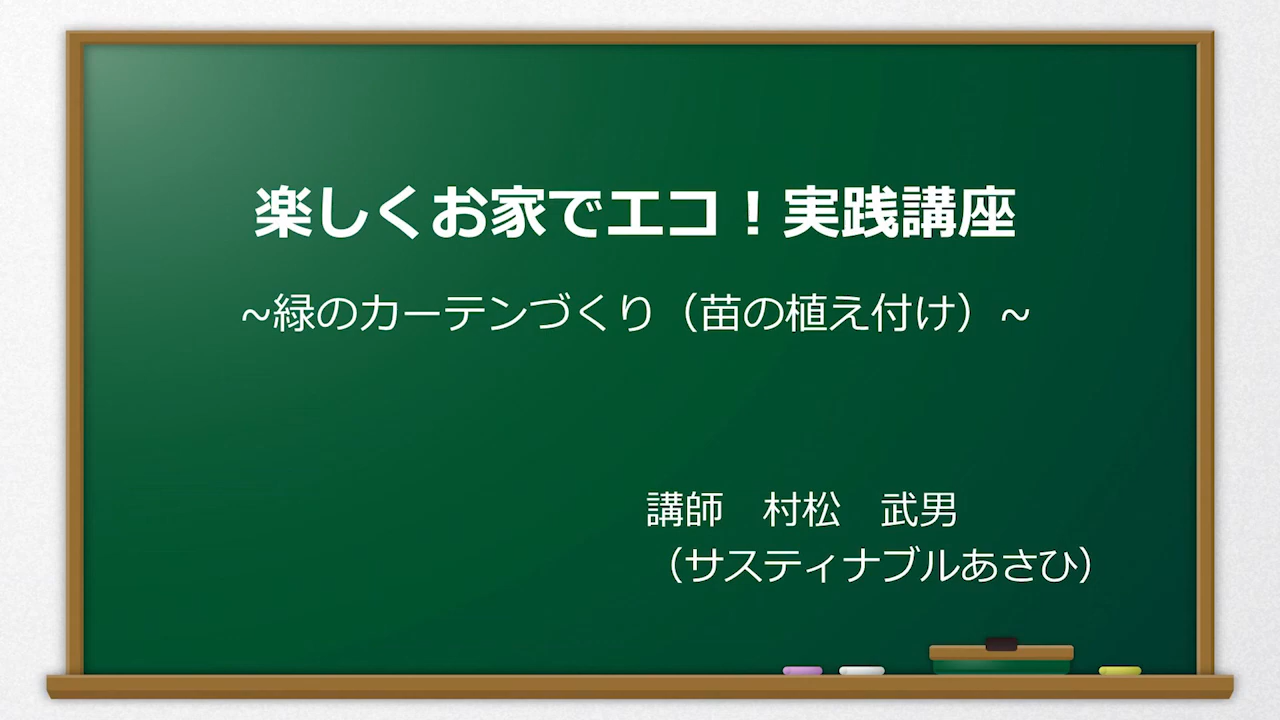 楽しくお家でエコ！実践講座
~緑のカーテンづくり（苗の植え付け）~
講師　村松　武男
（サスティナブルあさひ）